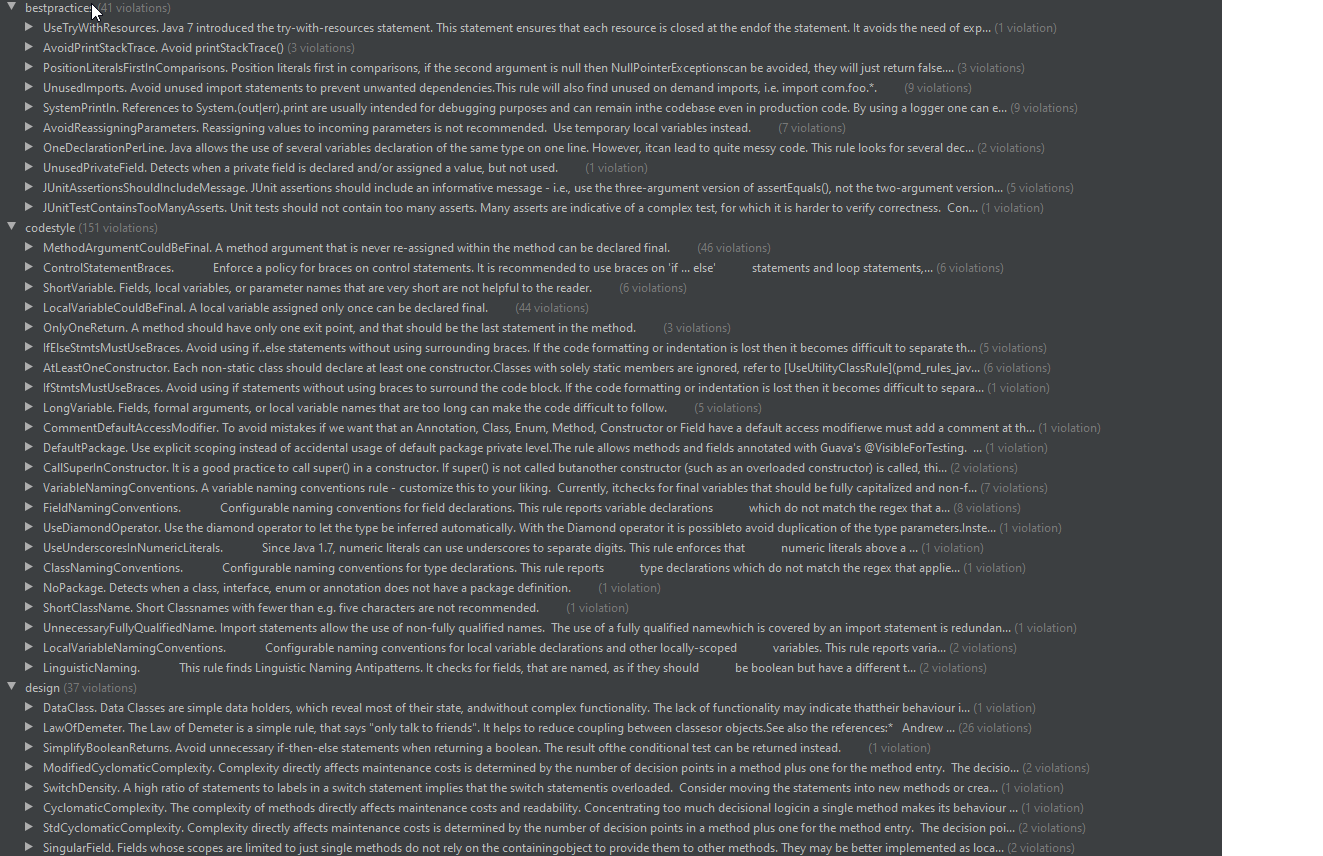 bestpractices (41 violations)
UseTryWithResources. Java 7 introduced the try-with-resources statement. This statement ensures that each resource is closed at the endof the statement. It avoids the need of exp... (1 violation)
AvoidPrintStackTrace. Avoid printStackTrace() (3 violations)
PositionLiteralsFirstInComparisons. Position literals first in comparisons, if the second argument is null then NullPointerExceptionscan be avoided, they will just return false.... (3 violations)
UnusedImports. Avoid unused import statements to prevent unwanted dependencies.This rule will also find unused on demand imports, i.e. import com.foo.*. (9 violations)
SystemPrintln. References to System.(out|err).print are usually intended for debugging purposes and can remain inthe codebase even in production code. By using a logger one can e... (9 violations)
AvoidReassigningParameters. Reassigning values to incoming parameters is not recommended. Use temporary local variables instead. (7 violations)
OneDeclarationPerLine. Java allows the use of several variables declaration of the same type on one line. However, itcan lead to quite messy code. This rule looks for several dec... (2 violations)
UnusedPrivateField. Detects when a private field is declared and/or assigned a value, but not used. (1 violation)
JUnitAssertionsShouldIncludeMessage. JUnit assertions should include an informative message - i.e., use the three-argument version of assertEquals(), not the two-argument version... (5 violations)
JUnitTestContainsTooManyAsserts. Unit tests should not contain too many asserts. Many asserts are indicative of a complex test, for which it is harder to verify correctness. Con... (1 violation)
codestyle (151 violations)
MethodArgumentCouldBeFinal. A method argument that is never re-assigned within the method can be declared final. (46 violations)
ControlStatementBraces. Enforce a policy for braces on control statements. It is recommended to use braces on 'if ... else' statements and loop statements,... (6 violations)
ShortVariable. Fields, local variables, or parameter names that are very short are not helpful to the reader. (6 violations)
LocalVariableCouldBeFinal. A local variable assigned only once can be declared final. (44 violations)
OnlyOneReturn. A method should have only one exit point, and that should be the last statement in the method. (3 violations)
IfElseStmtsMustUseBraces. Avoid using if..else statements without using surrounding braces. If the code formatting or indentation is lost then it becomes difficult to separate th... (5 violations)
AtLeastOneConstructor. Each non-static class should declare at least one constructor.Classes with solely static members are ignored, refer to [UseUtilityClassRule](pmd_rules_jav... (6 violations)
IfStmtsMustUseBraces. Avoid using if statements without using braces to surround the code block. If the code formatting or indentation is lost then it becomes difficult to separa... (1 violation)
LongVariable. Fields, formal arguments, or local variable names that are too long can make the code difficult to follow. (5 violations)
CommentDefaultAccessModifier. To avoid mistakes if we want that an Annotation, Class, Enum, Method, Constructor or Field have a default access modifierwe must add a comment at th... (1 violation)
DefaultPackage. Use explicit scoping instead of accidental usage of default package private level.The rule allows methods and fields annotated with Guava's @VisibleForTesting. ... (1 violation)
CallSuperInConstructor. It is a good practice to call super() in a constructor. If super() is not called butanother constructor (such as an overloaded constructor) is called, thi... (2 violations)
VariableNamingConventions. A variable naming conventions rule - customize this to your liking. Currently, itchecks for final variables that should be fully capitalized and non-f... (7 violations)
FieldNamingConventions. Configurable naming conventions for field declarations. This rule reports variable declarations which do not match the regex that a... (8 violations)
UseDiamondOperator. Use the diamond operator to let the type be inferred automatically. With the Diamond operator it is possibleto avoid duplication of the type parameters.Inste... (1 violation)
UseUnderscoresInNumericLiterals. Since Java 1.7, numeric literals can use underscores to separate digits. This rule enforces that numeric literals above a ... (1 violation)
ClassNamingConventions. Configurable naming conventions for type declarations. This rule reports type declarations which do not match the regex that applie... (1 violation)
NoPackage. Detects when a class, interface, enum or annotation does not have a package definition. (1 violation)
ShortClassName. Short Classnames with fewer than e.g. five characters are not recommended. (1 violation)
UnnecessaryFullyQualifiedName. Import statements allow the use of non-fully qualified names. The use of a fully qualified namewhich is covered by an import statement is redundan... (1 violation)
LocalVariableNamingConventions. Configurable naming conventions for local variable declarations and other locally-scoped variables. This rule reports varia... (2 violations)
LinguisticNaming. This rule finds Linguistic Naming Antipatterns. It checks for fields, that are named, as if they should be boolean but have a different t... (2 violations)
design (37 violations)
DataClass. Data Classes are simple data holders, which reveal most of their state, andwithout complex functionality. The lack of functionality may indicate thattheir behaviour i... (1 violation)
LawOfDemeter. The Law of Demeter is a simple rule, that says "only talk to friends". It helps to reduce coupling between classesor objects.See also the references:* Andrew ... (26 violations)
SimplifyBooleanReturns. Avoid unnecessary if-then-else statements when returning a boolean. The result ofthe conditional test can be returned instead. (1 violation)
ModifiedCyclomaticComplexity. Complexity directly affects maintenance costs is determined by the number of decision points in a method plus one for the method entry. The decisio... (2 violations)
SwitchDensity. A high ratio of statements to labels in a switch statement implies that the switch statementis overloaded. Consider moving the statements into new methods or crea... (1 violation)
CyclomaticComplexity. The complexity of methods directly affects maintenance costs and readability. Concentrating too much decisional logicin a single method makes its behaviour ... (1 violation)
StdCyclomaticComplexity. Complexity directly affects maintenance costs is determined by the number of decision points in a method plus one for the method entry. The decision poi... (2 violations)
SingularField. Fields whose scopes are limited to just single methods do not rely on the containingobject to provide them to other methods. They may be better implemented as loca... (2 violations)